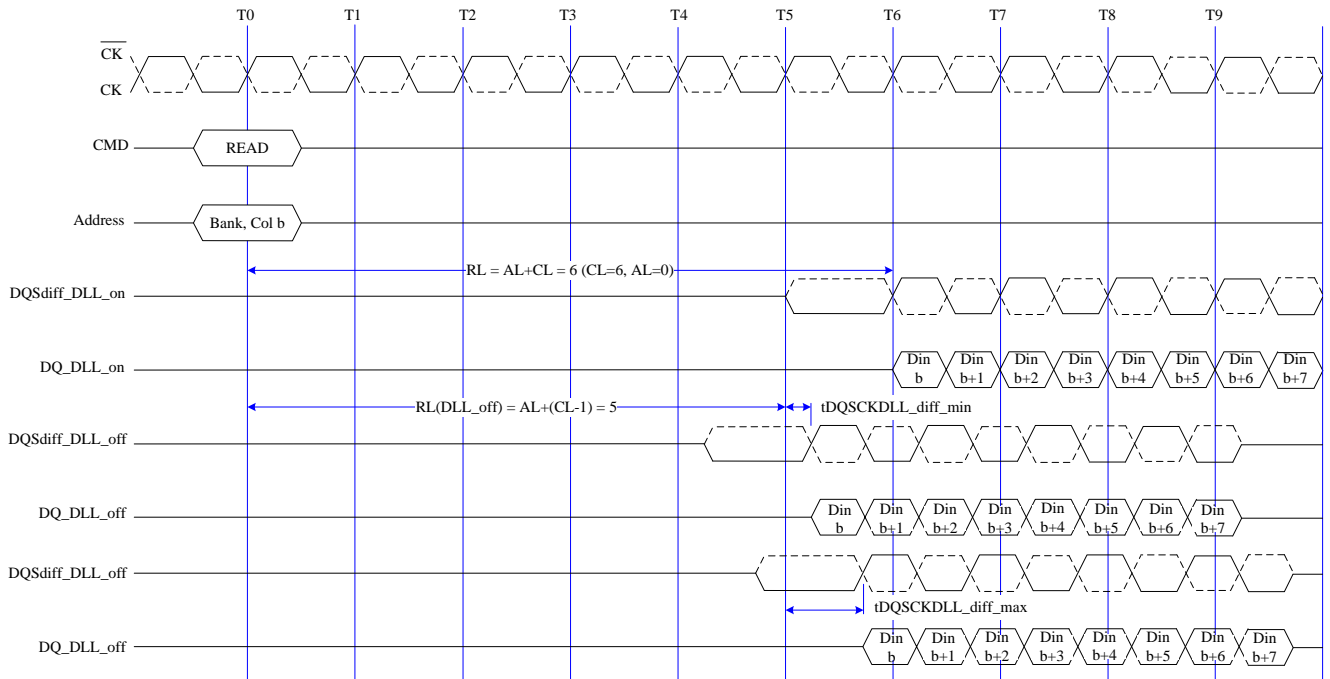 T0 T1 T2 T3 T4 T5 T6 T7 T8 T9
CK
CK
CMD READ
Address Bank, Col b
RL = AL+CL = 6 (CL=6, AL=0)
DQSdiff_DLL_on
DQ_DLL_on Din b Din b+1 Din b+2 Din b+3 Din b+4 Din b+5 Din b+6 Din b+7
RL(DLL_off) = AL+(CL-1) = 5 tDQSCKDLL_diff_min
DQSdiff_DLL_off
DQ_DLL_off Din b Din b+1 Din b+2 Din b+3 Din b+4 Din b+5 Din b+6 Din b+7
DQSdiff_DLL_off
tDQSCKDLL_diff_max
DQ_DLL_off Din b Din b+1 Din b+2 Din b+3 Din b+4 Din b+5 Din b+6 Din b+7